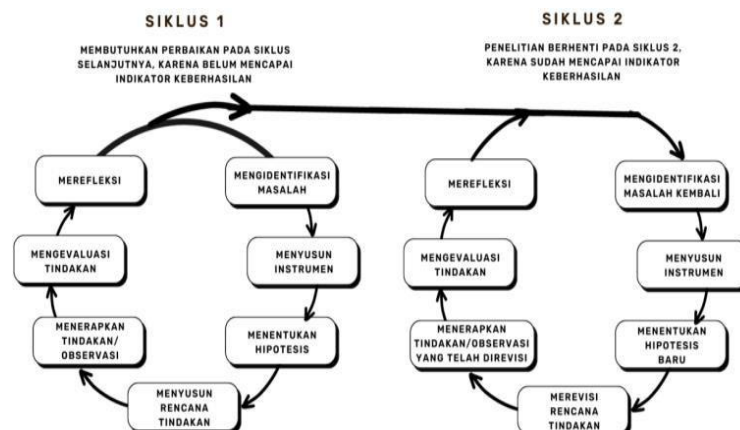 SIKLUS 1
MEMBUTUHKAN PERBAIKAN PADA SIKLUS
SELANJUTNYA, KARENA BELUM MENCAPAI
INDIKATOR KEBERHASILAN
MEREFLEKSI
MENGIDENTIFIKASI
MASALAH
MENGEVALUASI
TINDAKAN
MENYUSUN
INSTRUMEN
MENERAPKAN
TINDAKAN/
OBSERVASI
MENENTUKAN
HIPOTESIS
MENYUSUN
RENCANA
TINDAKAN
SIKLUS 2
PENELITIAN BERHENTI PADA SIKLUS 2,
KARENA SUDAH MENCAPAI INDIKATOR
KEBERHASILAN
MEREFLEKSI
MENGIDENTIFIKASI
MASALAH KEMBALI
MENGEVALUASI
TINDAKAN
MENYUSUN
INSTRUMEN
MENERAPKAN
TINDAKAN/OBSERVASI
YANG TELAH DIREVISI
MENENTUKAN
HIPOTESIS
BARU
MEREVISI
RENCANA
TINDAKAN